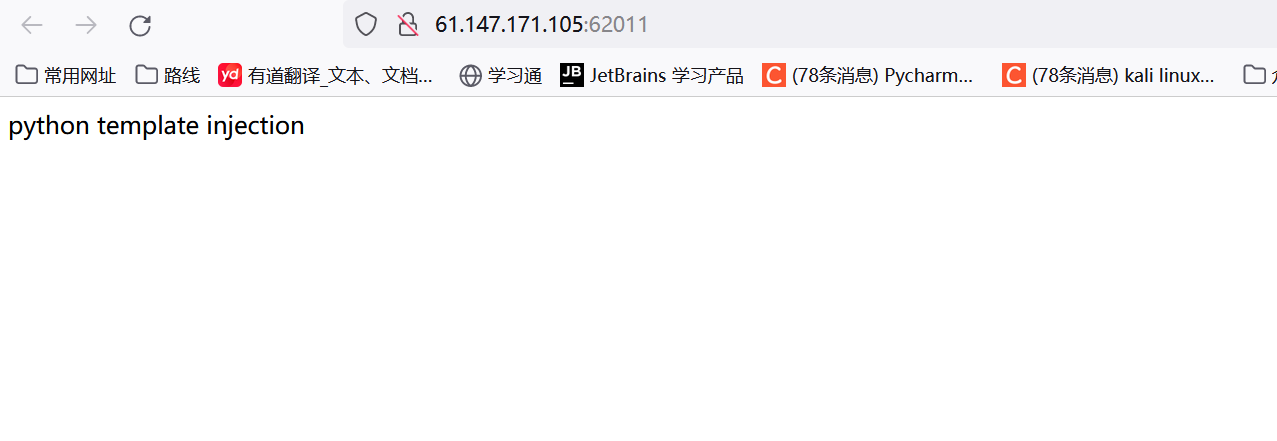 61.147.171.105:62011
常用网址 路线 yd 有道翻译_文本、文档... 学习通 JB JetBrains 学习产品 C (78条消息) Pycharm... C (78条消息) kali linux...
python template injection